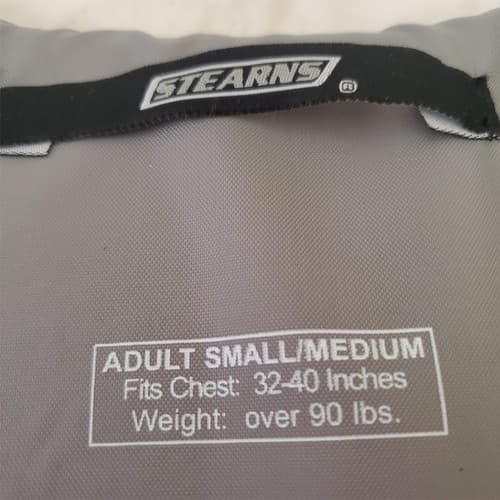 STEARNS ®
ADULT SMALL/MEDIUM
Fits Chest: 32-40 Inches
Weight: over 90 lbs.